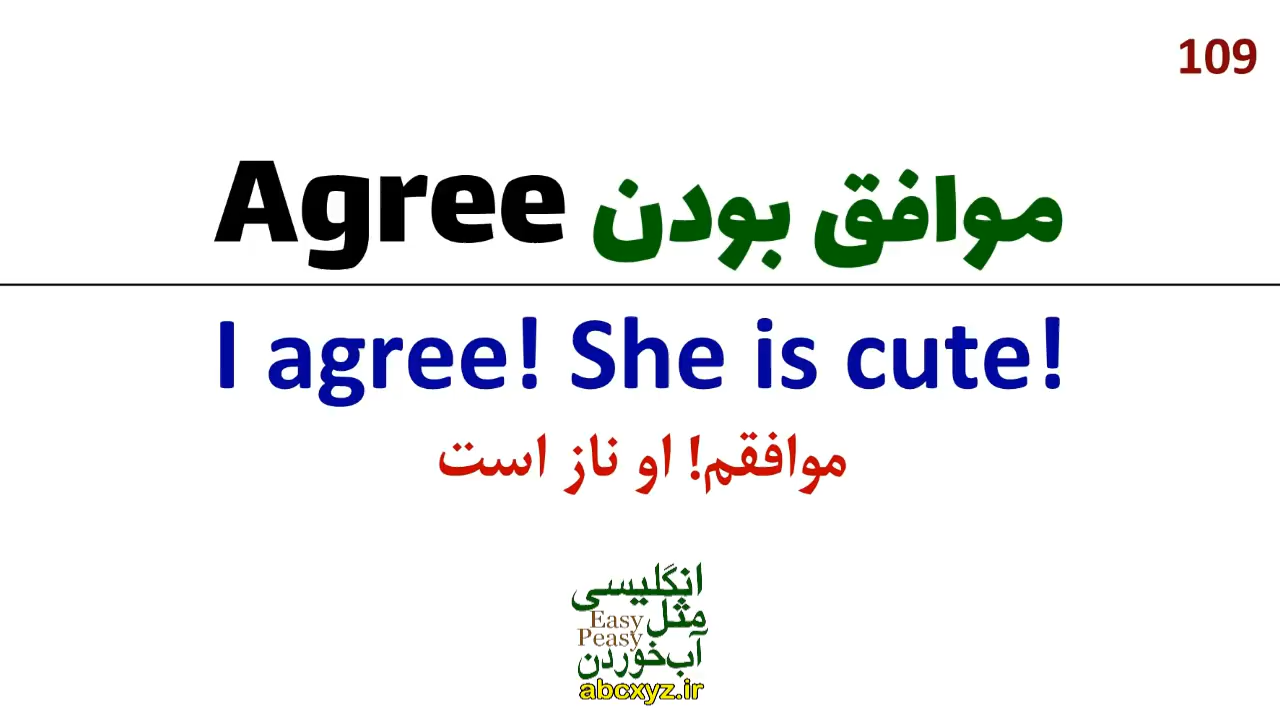 109
Agree موافق بودن
I agree! She is cute!
موافقم! او ناز است
انگلیسی
مثل
Easy
Peasy
آب‌خوردن
abcxyz.ir